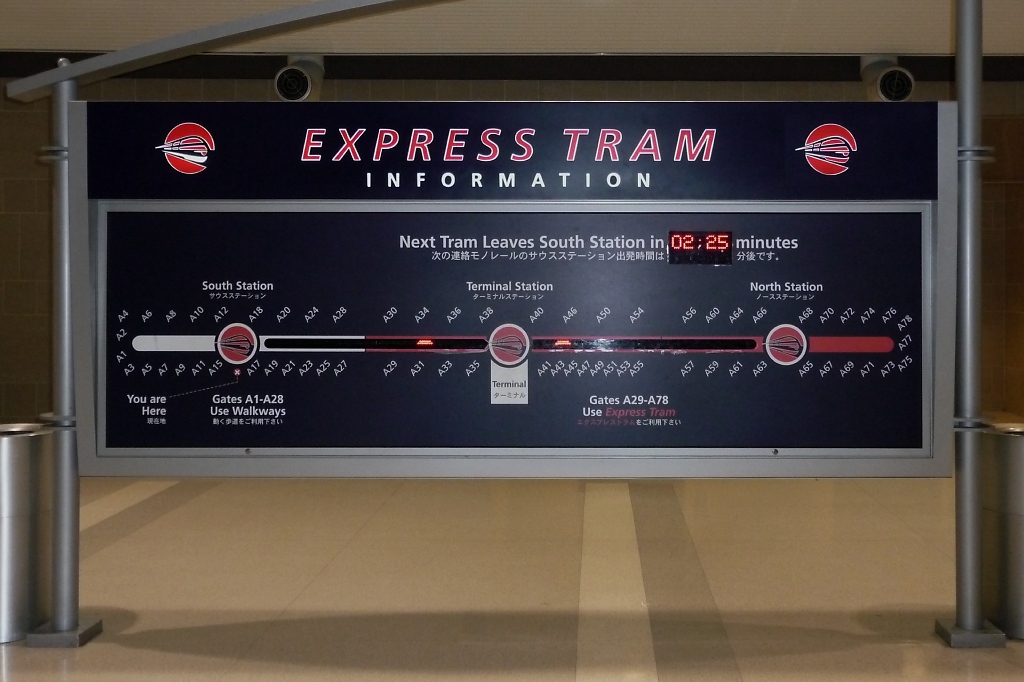 EXPRESS TRAM
INFORMATION
Next Tram Leaves South Station in 02:25 minutes
次の連絡モノレールのサウスステーション出発時間は 分後です。
South Station
サウスステーション
Terminal Station
ターミナルステーション
North Station
ノースステーション
A4 A6 A8 A10 A12 A18 A20 A24 A28 A30 A34 A36 A38 A40 A46 A50 A54 A56 A60 A64 A66 A68 A70 A72 A74 A76 A78
A2 A77
A1 A3 A5 A7 A9 A11 A15 A17 A19 A21 A23 A25 A27 A29 A31 A33 A35 A41 A43 A45 A47 A49 A51 A53 A55 A57 A59 A61 A63 A65 A67 A69 A71 A73 A75
Terminal
ターミナル
You are
Here
現在地
Gates A1-A28
Use Walkways
動く歩道をご利用下さい
Gates A29-A78
Use Express Tram
エクスプレストラムをご利用下さい